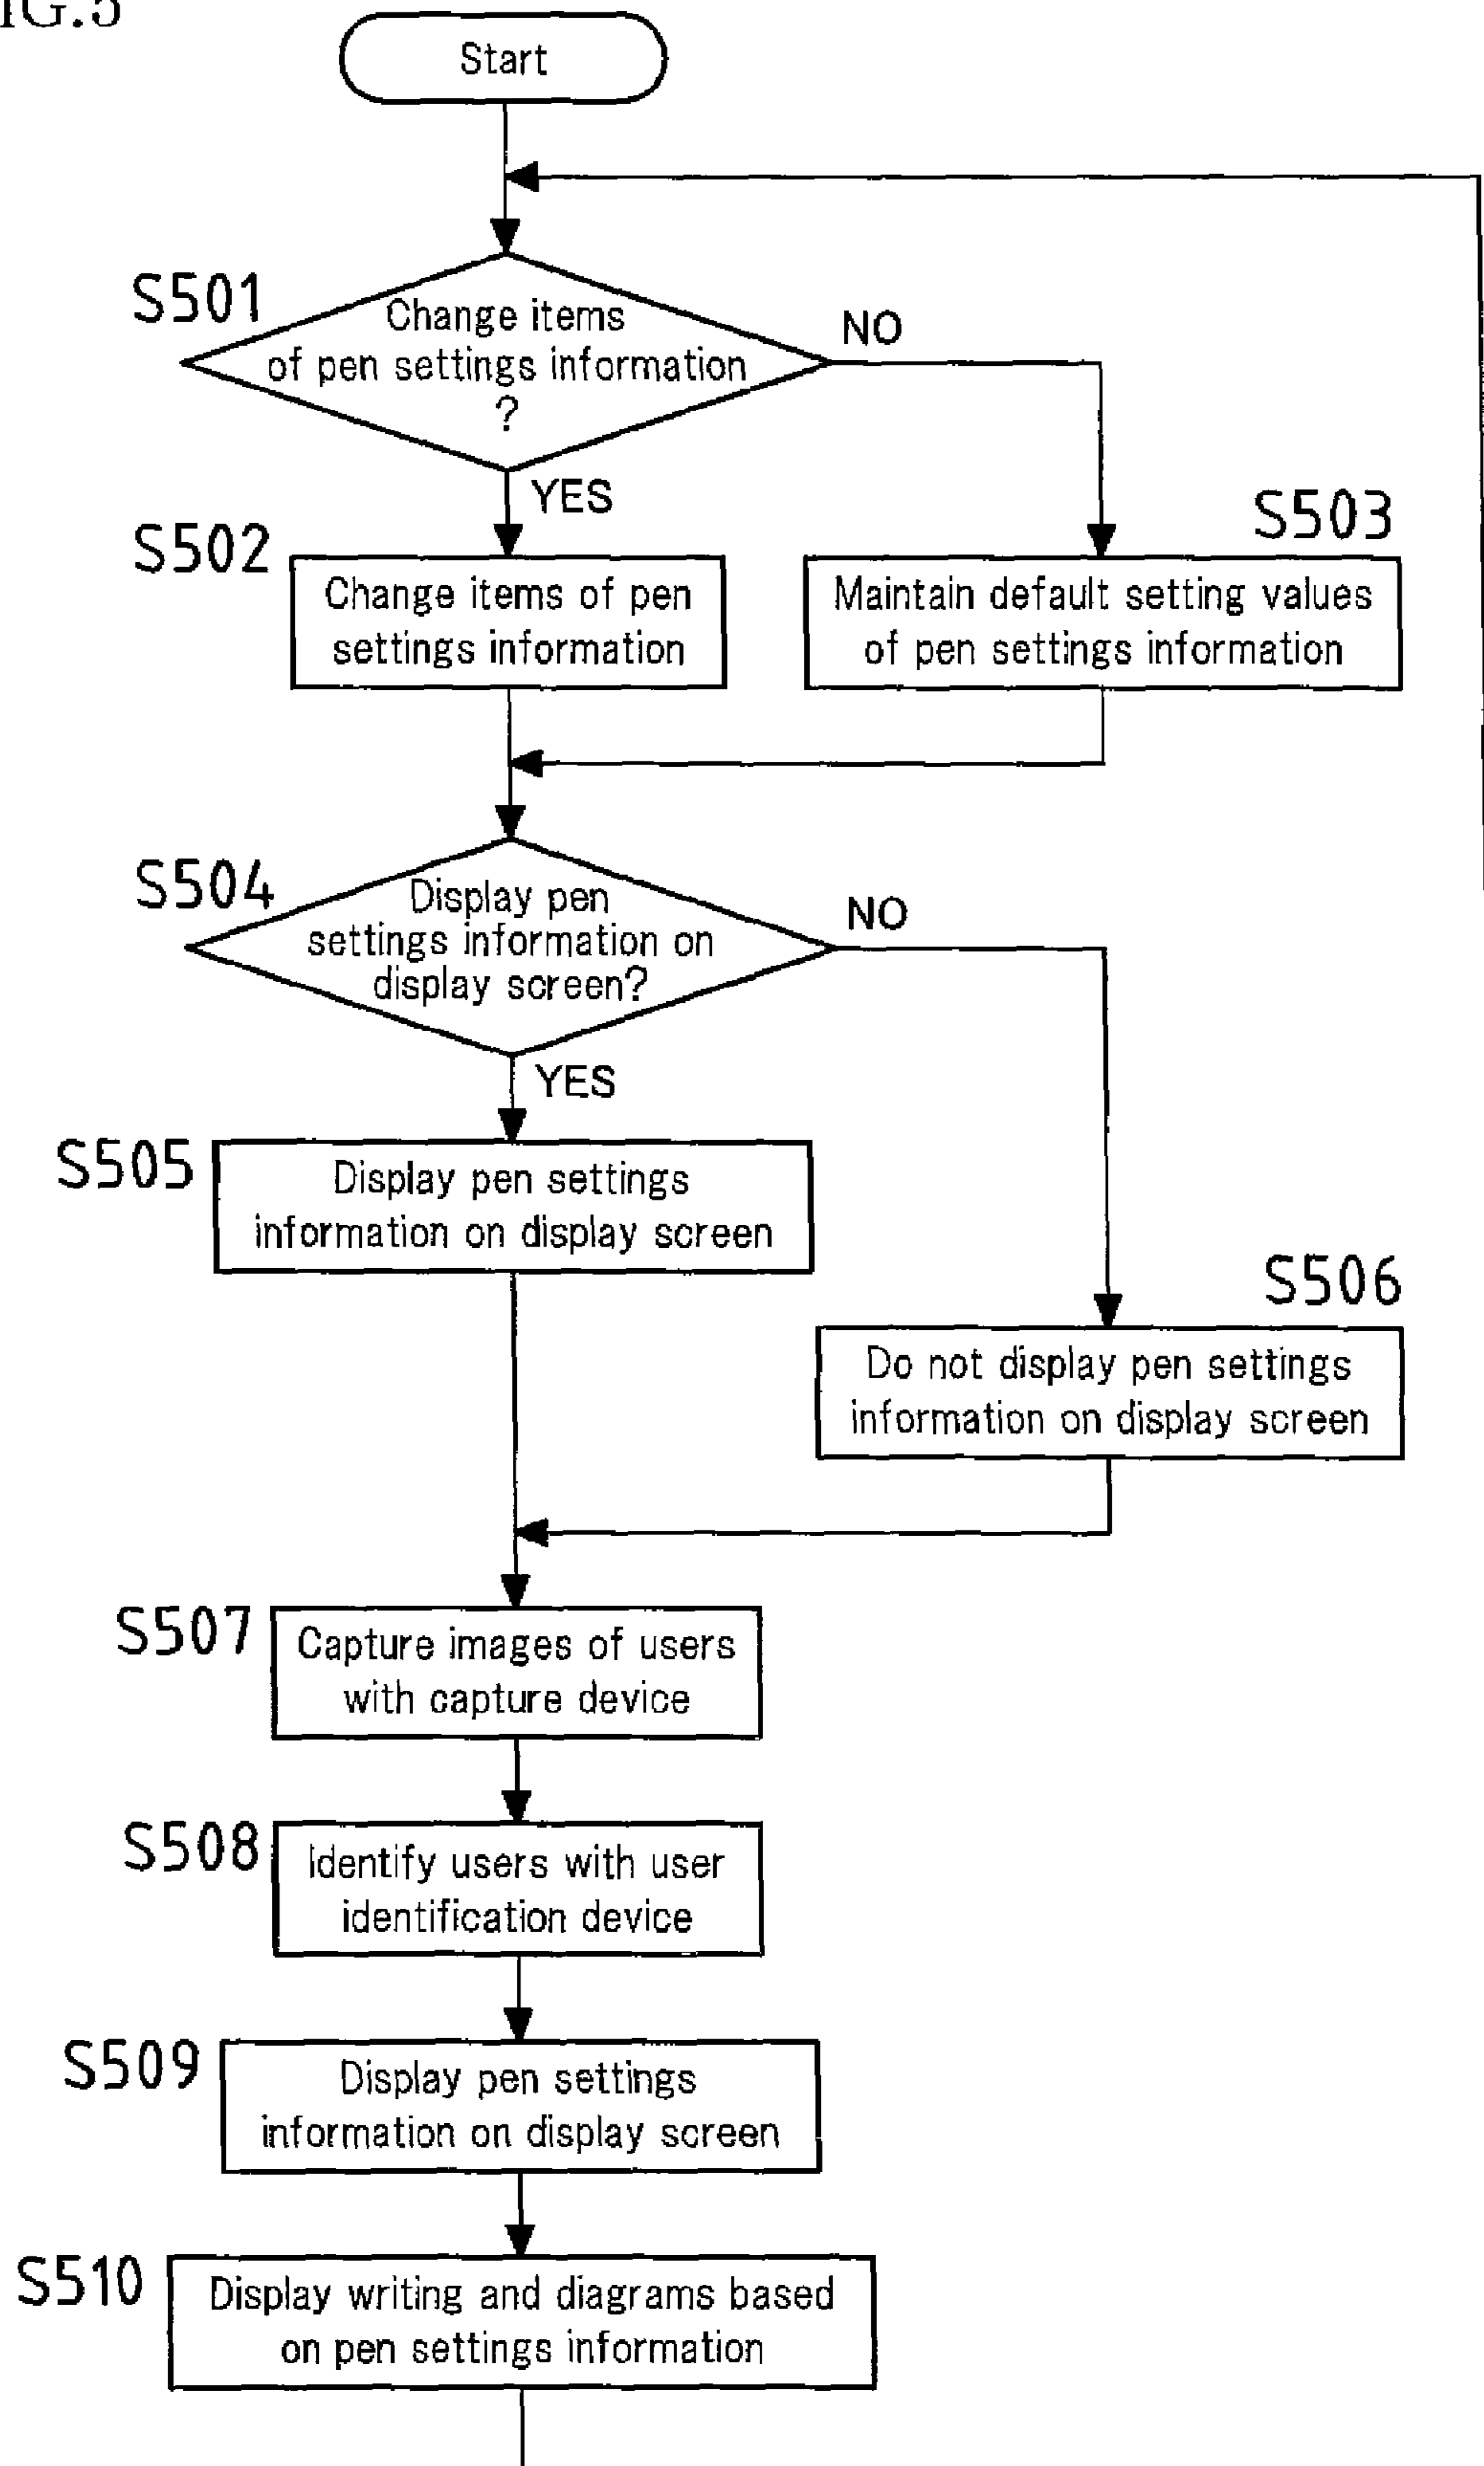 IG.5
Start
S501
Change items
of pen settings information
?
NO
YES
S502
Change items of pen
settings information
S503
Maintain default setting values
of pen settings information
S504
Display pen
settings information on
display screen?
NO
YES
S505
Display pen settings
information on display screen
S506
Do not display pen settings
information on display screen
S507
Capture images of users
with capture device
S508
Identify users with user
identification device
S509
Display pen settings
information on display screen
S510
Display writing and diagrams based
on pen settings information